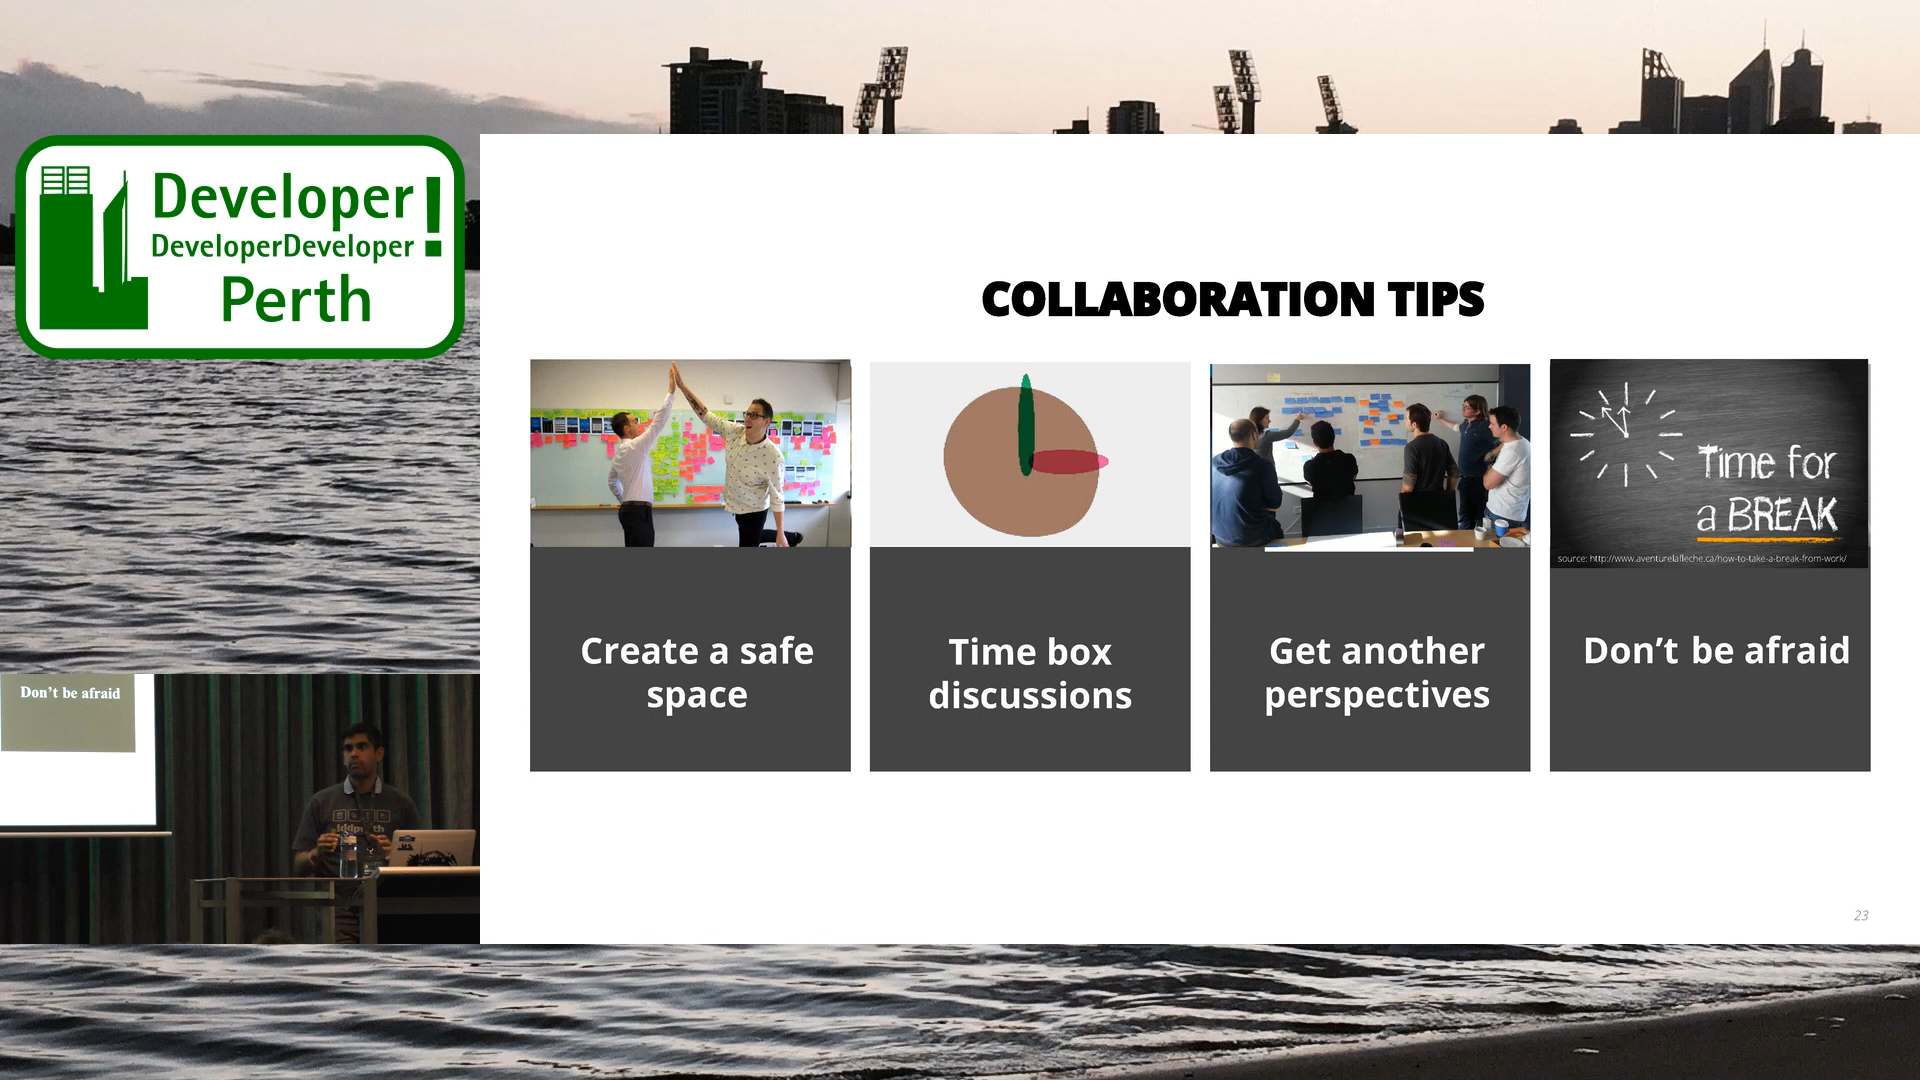 Developer!
DeveloperDeveloper
Perth
COLLABORATION TIPS
Time for
a BREAK
source: http://www.aventurelafleche.ca/how-to-take-a-break-from-work/
Create a safe
space
Time box
discussions
Get another
perspectives
Don’t be afraid
Don’t be afraid
dddperth
23